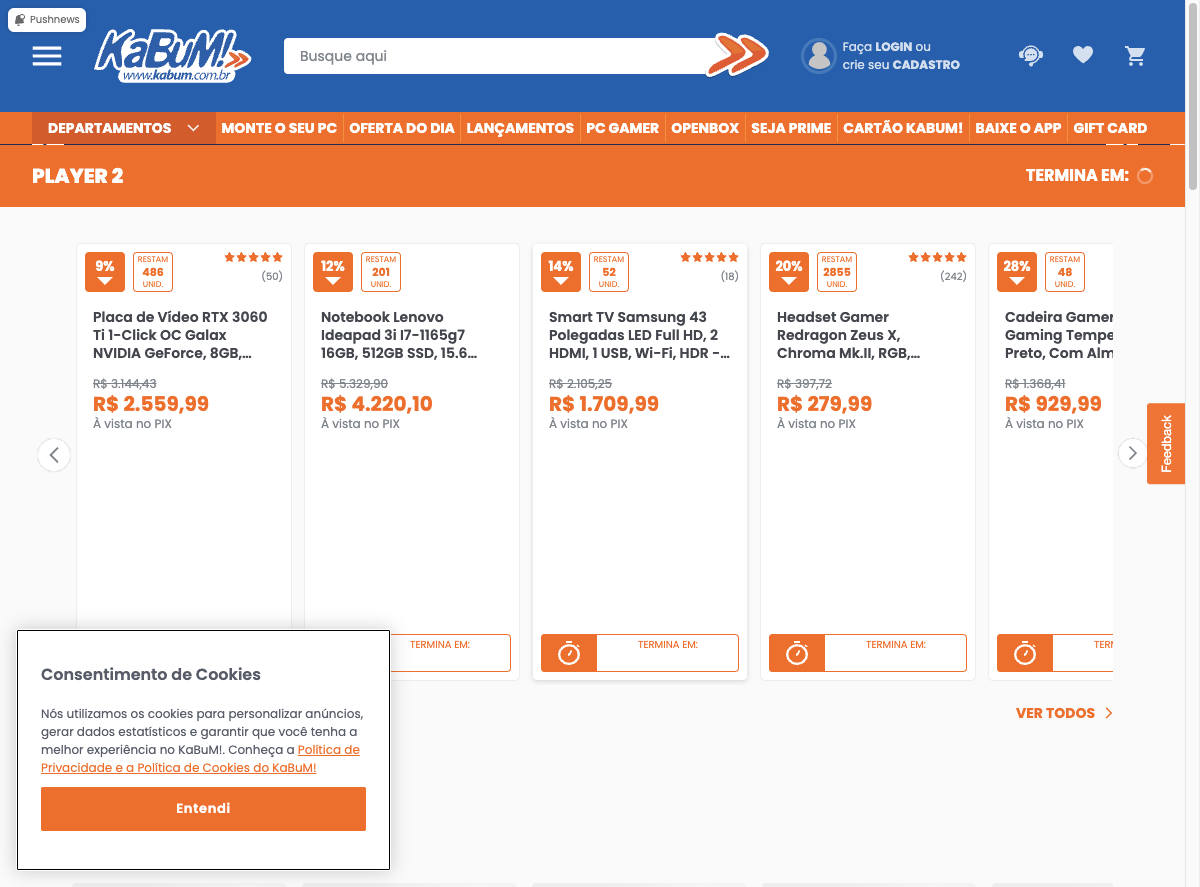 Pushnews
KaBuM!
www.kabum.com.br
Busque aqui
Faça LOGIN ou
crie seu CADASTRO
DEPARTAMENTOS
MONTE O SEU PC
OFERTA DO DIA
LANÇAMENTOS
PC GAMER
OPENBOX
SEJA PRIME
CARTÃO KABUM!
BAIXE O APP
GIFT CARD
PLAYER 2
TERMINA EM:
9%
RESTAM
486
UNID.
(50)
Placa de Vídeo RTX 3060
Ti 1-Click OC Galax
NVIDIA GeForce, 8GB,...
R$ 3.144,43
R$ 2.559,99
À vista no PIX
12%
RESTAM
201
UNID.
Notebook Lenovo
Ideapad 3i I7-1165g7
16GB, 512GB SSD, 15.6...
R$ 5.329,90
R$ 4.220,10
À vista no PIX
TERMINA EM:
14%
RESTAM
52
UNID.
(18)
Smart TV Samsung 43
Polegadas LED Full HD, 2
HDMI, 1 USB, Wi-Fi, HDR -...
R$ 2.105,25
R$ 1.709,99
À vista no PIX
TERMINA EM:
20%
RESTAM
2855
UNID.
(242)
Headset Gamer
Redragon Zeus X,
Chroma Mk.II, RGB,...
R$ 397,72
R$ 279,99
À vista no PIX
TERMINA EM:
28%
RESTAM
48
UNID.
Cadeira Gamer
Gaming Tempe
Preto, Com Alm
R$ 1.368,41
R$ 929,99
À vista no PIX
TERM
Feedback
VER TODOS
Consentimento de Cookies
Nós utilizamos os cookies para personalizar anúncios,
gerar dados estatísticos e garantir que você tenha a
melhor experiência no KaBuM!. Conheça a Política de
Privacidade e a Política de Cookies do KaBuM!
Entendi